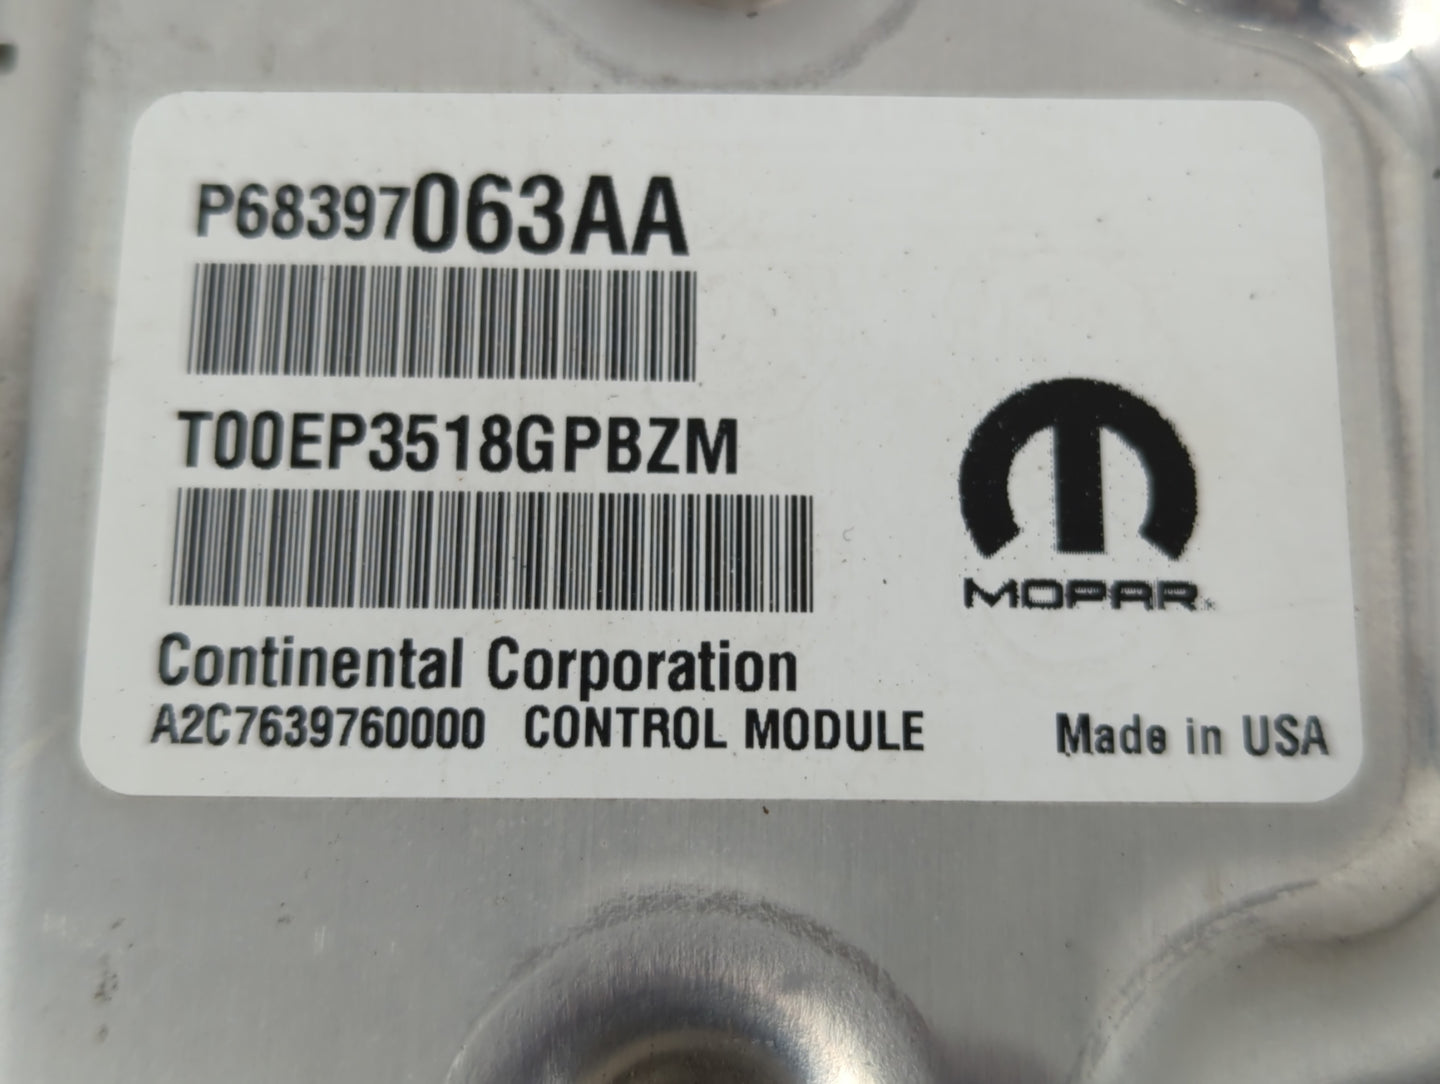 P68397063AA
T00EP3518GPBZM
MOPAR
Continental Corporation
A2C7639760000 CONTROL MODULE Made in USA